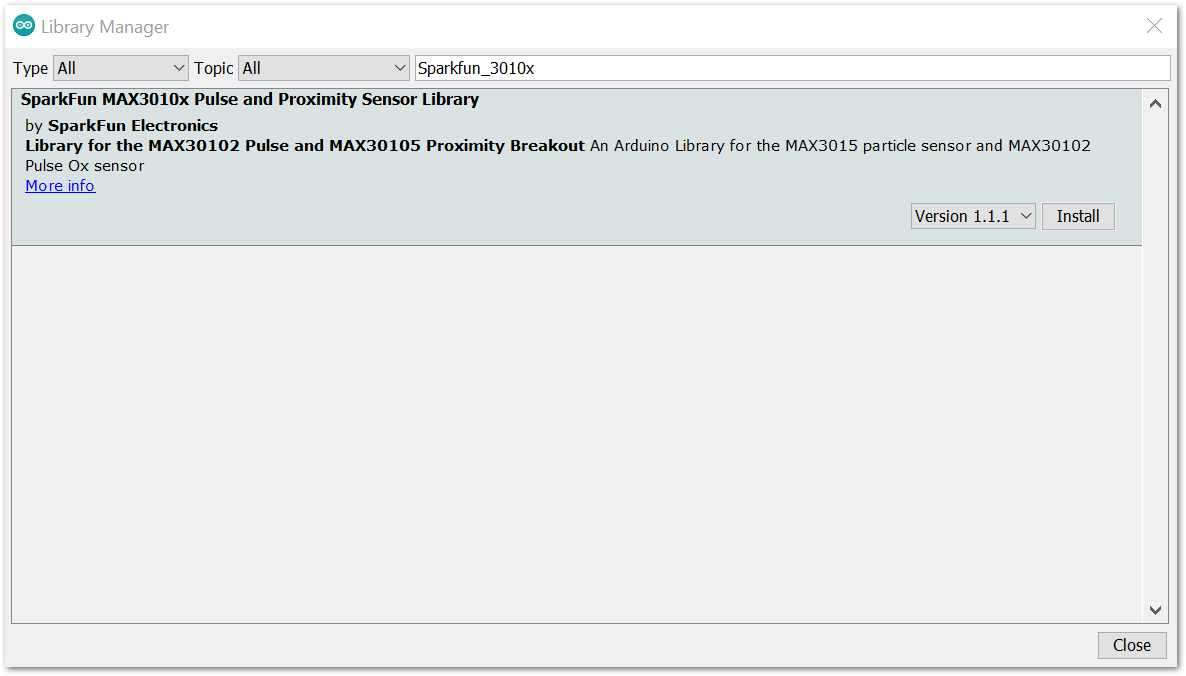 Library Manager
Type All Topic All Sparkfun_3010x
SparkFun MAX3010x Pulse and Proximity Sensor Library
by SparkFun Electronics
Library for the MAX30102 Pulse and MAX30105 Proximity Breakout An Arduino Library for the MAX3015 particle sensor and MAX30102
Pulse Ox sensor
More info
Version 1.1.1 Install
Close